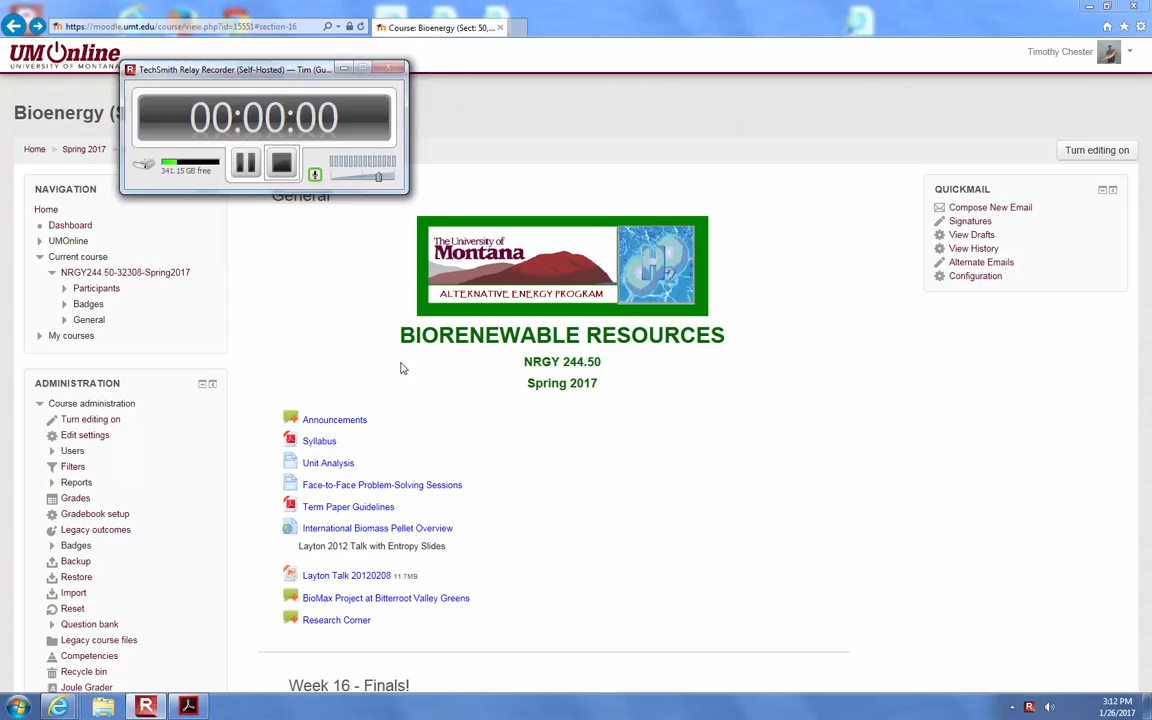 https://moodle.umt.edu/course/view.php?id=15551#section-16
Course: Bioenergy (Sect: 50,...
UMOnline
UNIVERSITY OF MONTANA
Timothy Chester
TechSmith Relay Recorder (Self-Hosted) — Tim (Gu...
00:00:00
341.15 GB free
Bioenergy (S
Home
Spring 2017
Turn editing on
NAVIGATION
Home
Dashboard
UMOnline
Current course
NRGY244.50-32308-Spring2017
Participants
Badges
General
My courses
ADMINISTRATION
Course administration
Turn editing on
Edit settings
Users
Filters
Reports
Grades
Gradebook setup
Legacy outcomes
Badges
Backup
Restore
Import
Reset
Question bank
Legacy course files
Competencies
Recycle bin
Joule Grader
General
The University of
Montana
ALTERNATIVE ENERGY PROGRAM
H2
BIORENEWABLE RESOURCES
NRGY 244.50
Spring 2017
Announcements
Syllabus
Unit Analysis
Face-to-Face Problem-Solving Sessions
Term Paper Guidelines
International Biomass Pellet Overview
Layton 2012 Talk with Entropy Slides
Layton Talk 20120208 11.7MB
BioMax Project at Bitterroot Valley Greens
Research Corner
Week 16 - Finals!
QUICKMAIL
Compose New Email
Signatures
View Drafts
View History
Alternate Emails
Configuration
3:12 PM
1/26/2017